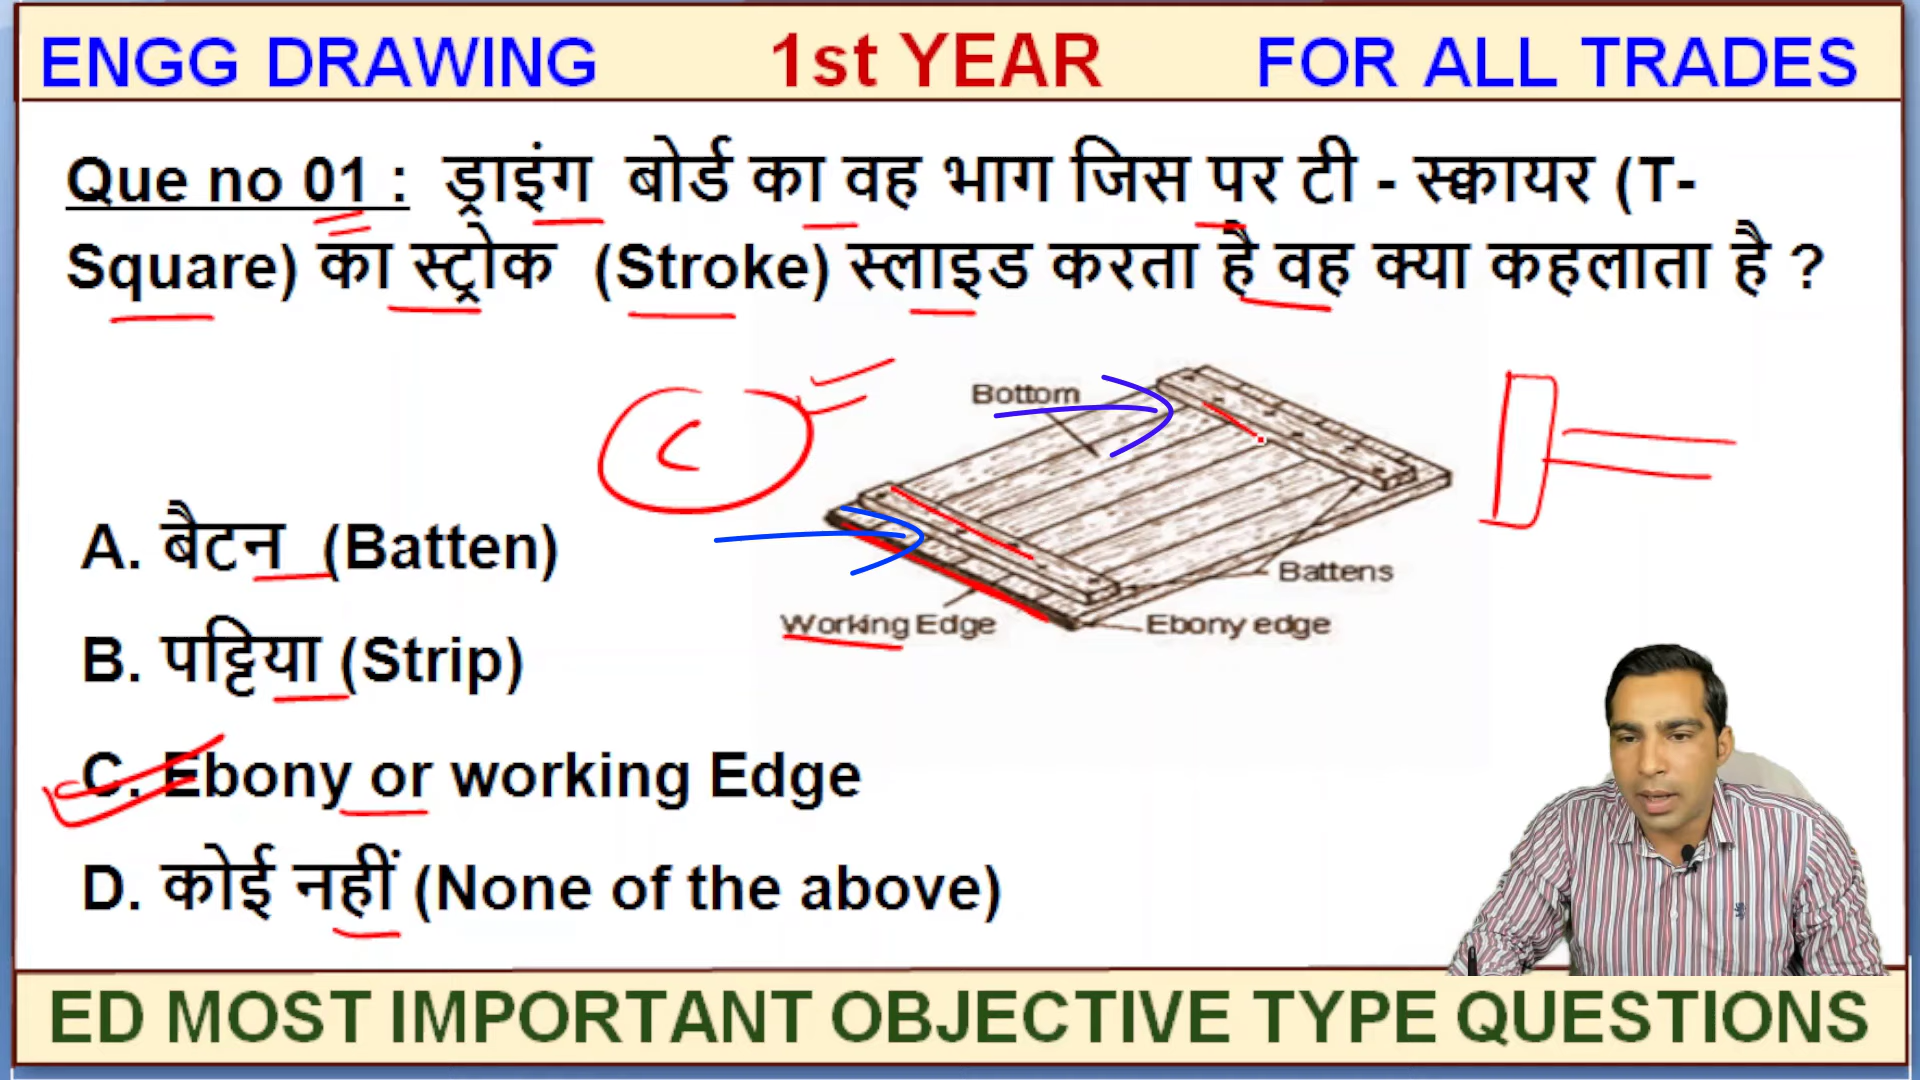 ENGG DRAWING 1st YEAR FOR ALL TRADES
Que no 01 : ड्राइंग बोर्ड का वह भाग जिस पर टी - स्क्वायर (T-
Square) का स्ट्रोक (Stroke) स्लाइड करता है वह क्या कहलाता है ?
C
Bottom
A. बैटन (Batten)
Battens
Working Edge
Ebony edge
B. पट्टिया (Strip)
C. Ebony or working Edge
D. कोई नहीं (None of the above)
ED MOST IMPORTANT OBJECTIVE TYPE QUESTIONS